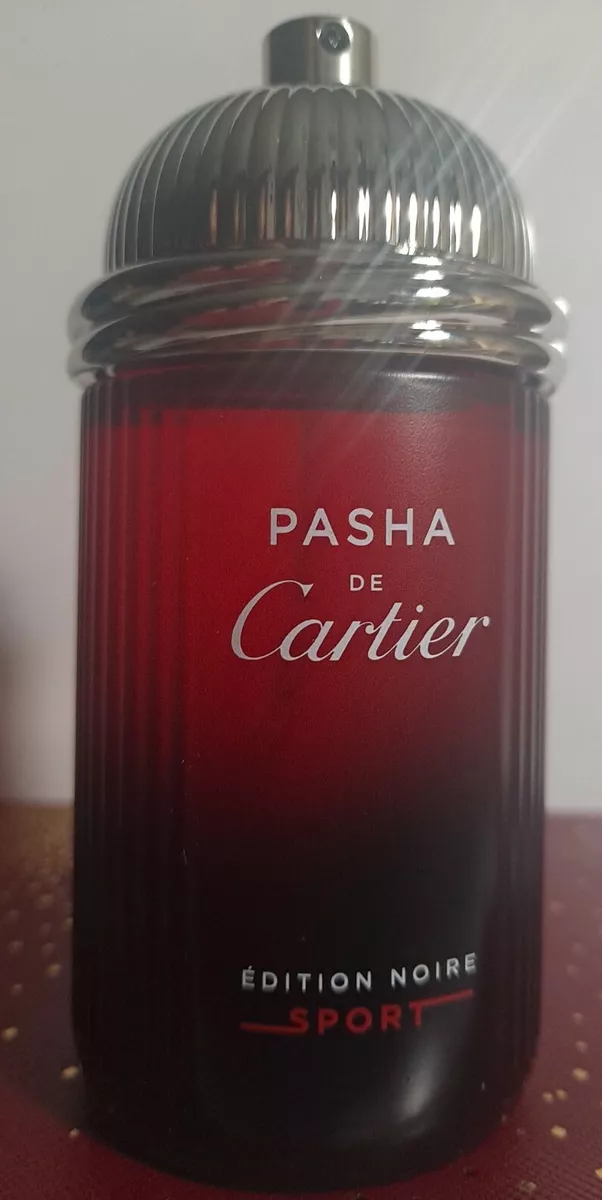 PASHA
DE
Cartier
ÉDITION NOIRE
SPORT